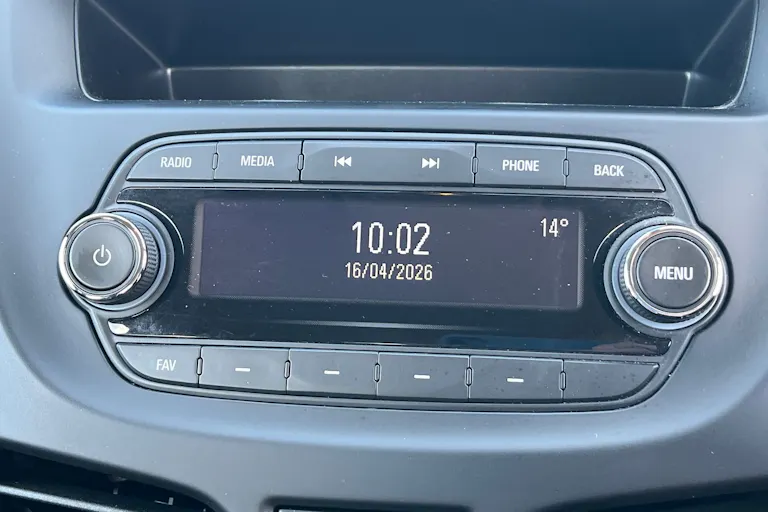 RADIO MEDIA PHONE BACK
10:02 14°
16/04/2026
MENU
FAV